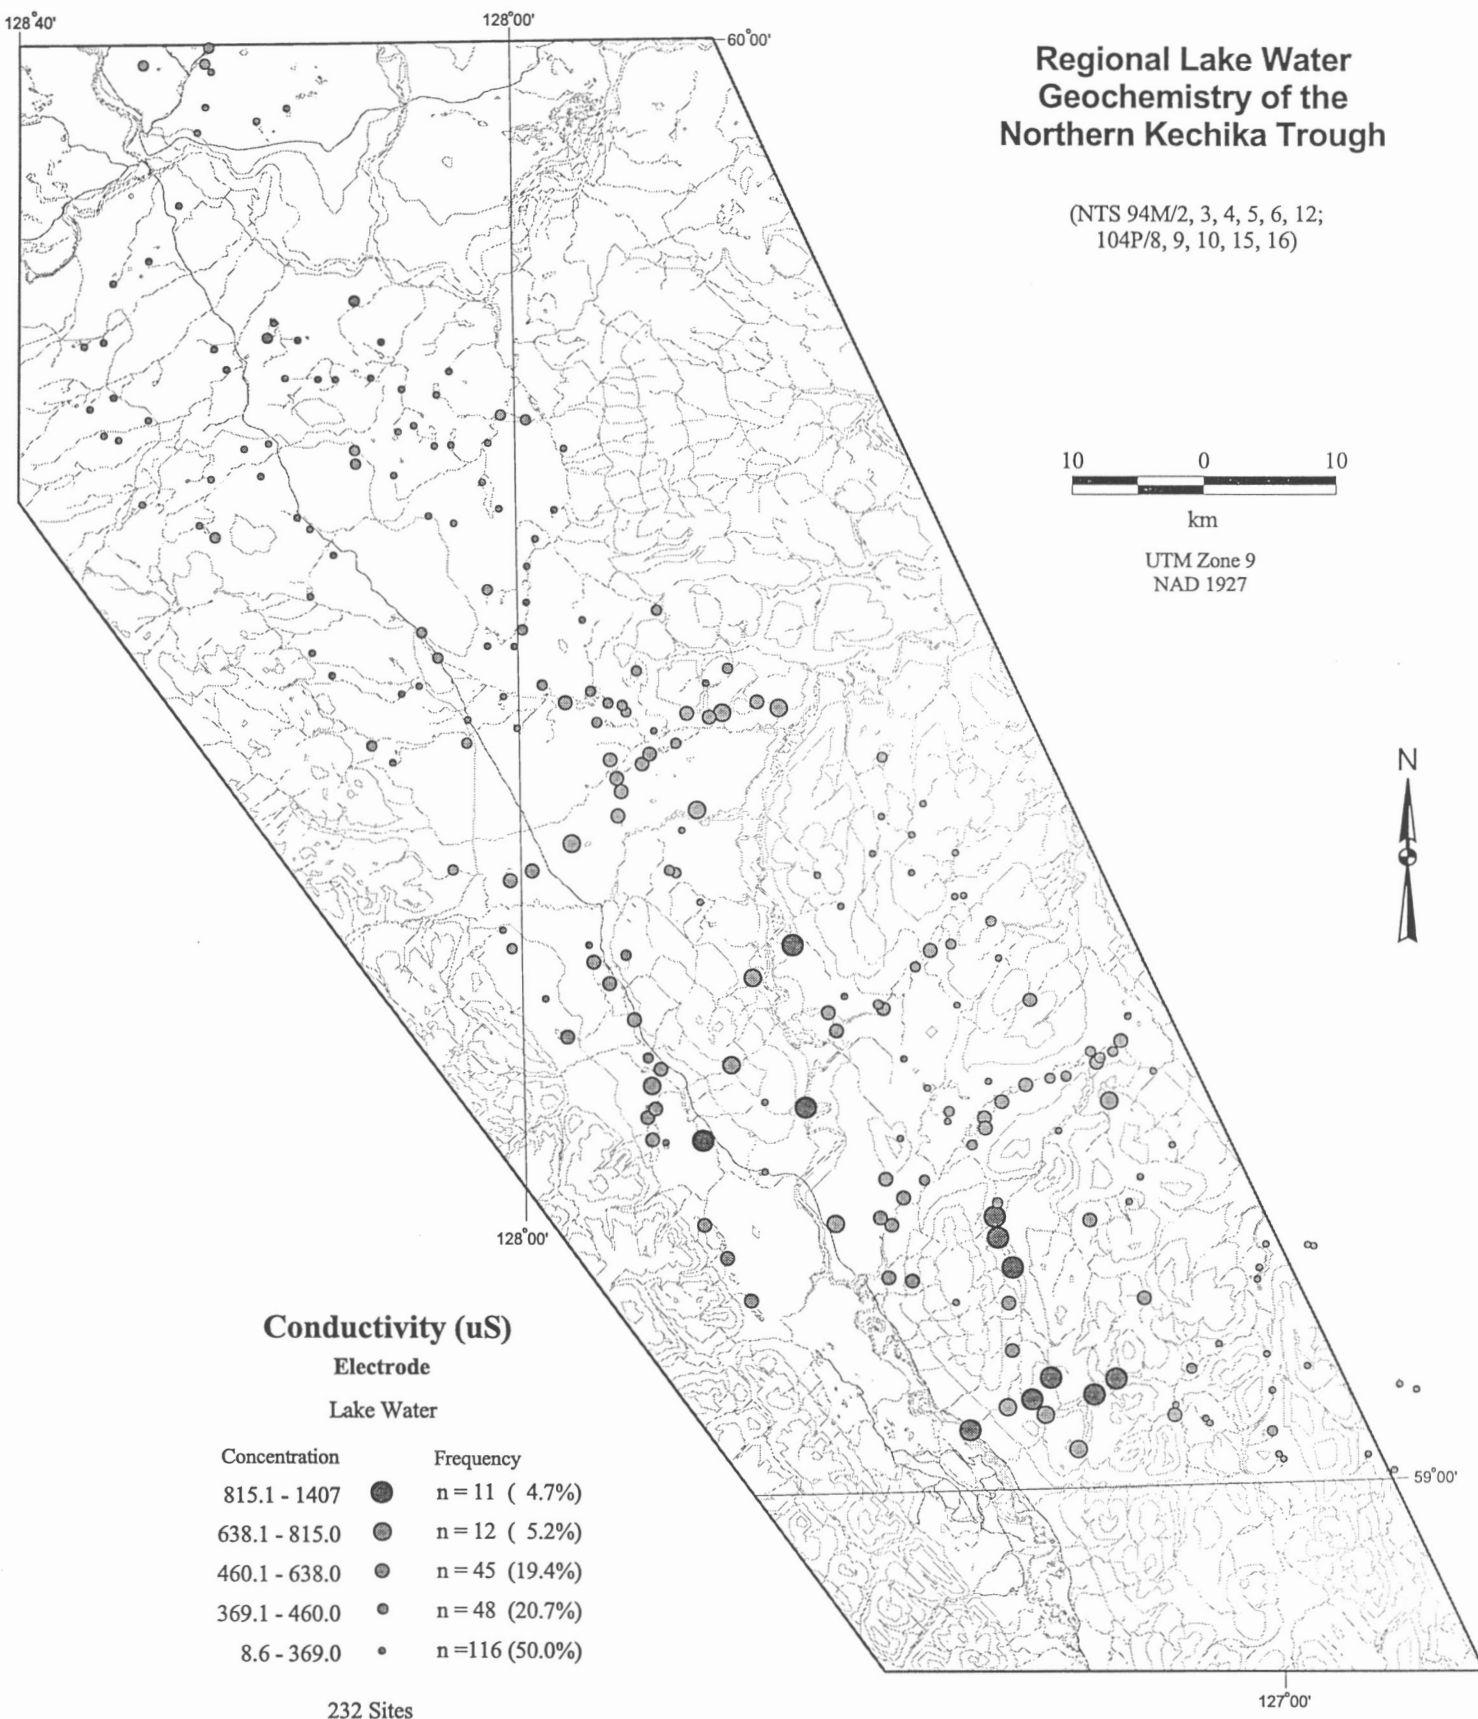 128°40'
128°00'
60°00'
Regional Lake Water
Geochemistry of the
Northern Kechika Trough
(NTS 94M/2, 3, 4, 5, 6, 12;
104P/8, 9, 10, 15, 16)
10 0 10
km
UTM Zone 9
NAD 1927
N
128°00'
Conductivity (uS)
Electrode
Lake Water
Concentration Frequency
815.1 - 1407 n = 11 ( 4.7%)
638.1 - 815.0 n = 12 ( 5.2%)
460.1 - 638.0 n = 45 (19.4%)
369.1 - 460.0 n = 48 (20.7%)
8.6 - 369.0 n =116 (50.0%)
232 Sites
59°00'
127°00'